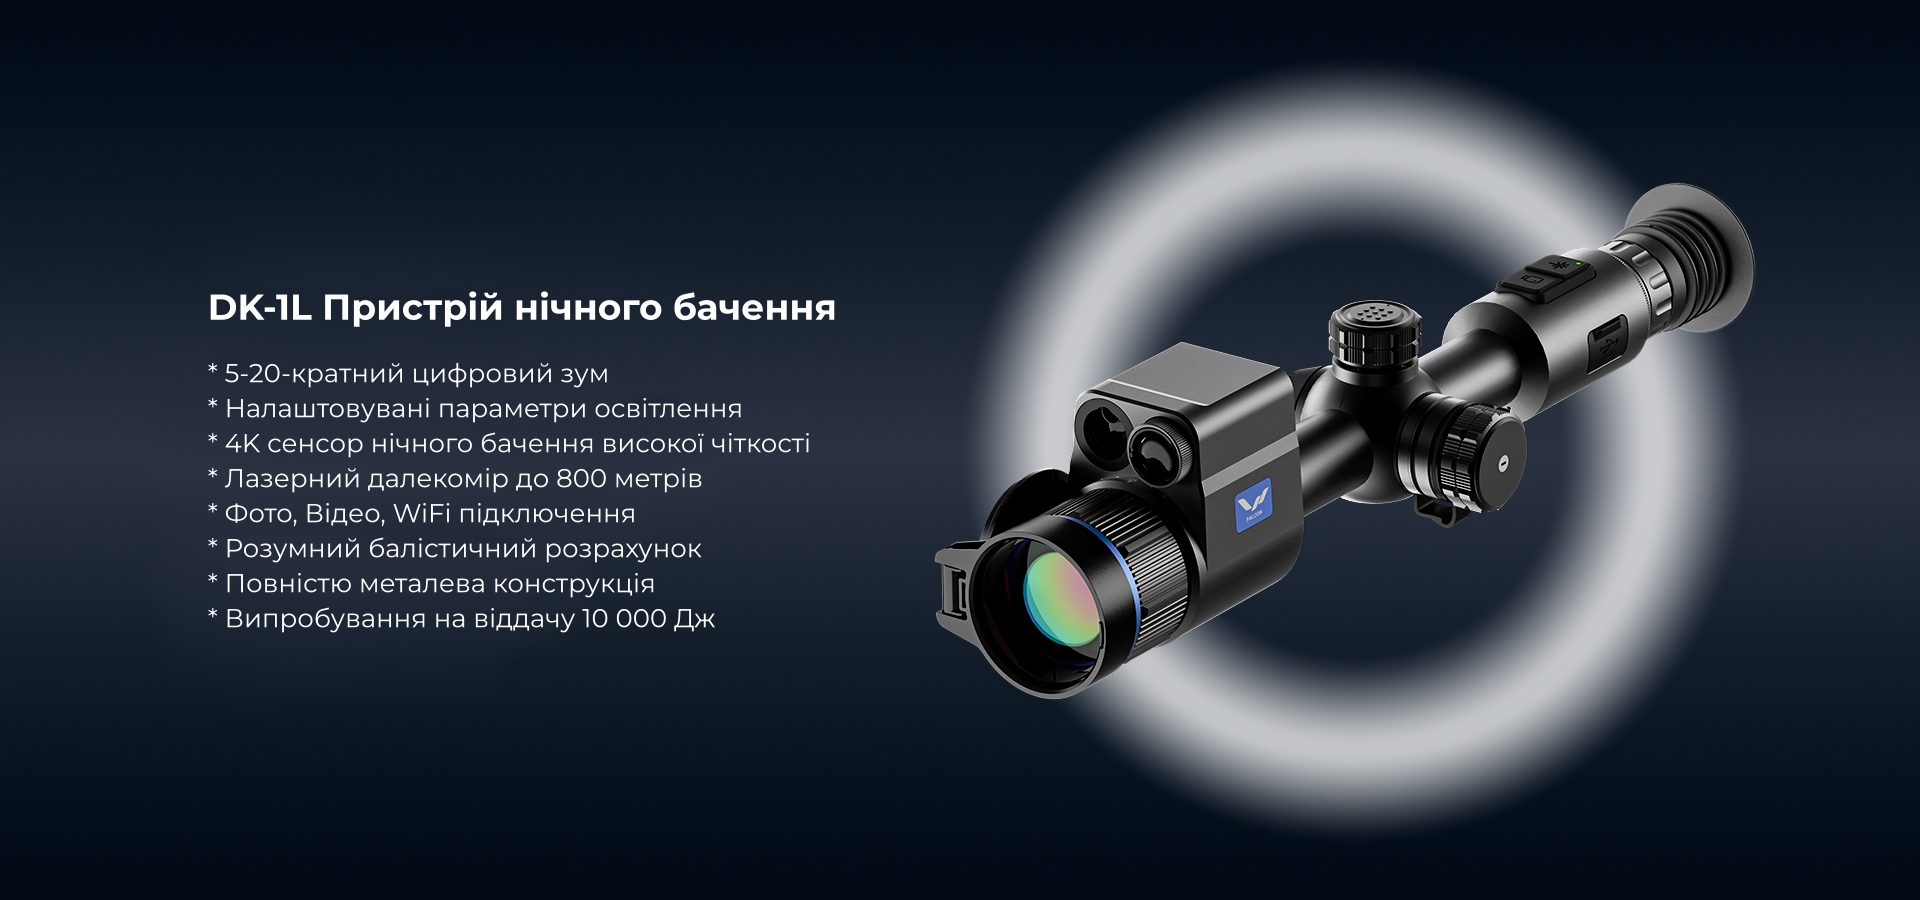 DK-1L Пристрій нічного бачення
* 5-20-кратний цифровий зум
* Налаштовувані параметри освітлення
* 4K сенсор нічного бачення високої чіткості
* Лазерний далекомір до 800 метрів
* Фото, Відео, WiFi підключення
* Розумний балістичний розрахунок
* Повністю металева конструкція
* Випробування на віддачу 10 000 Дж
FALCON